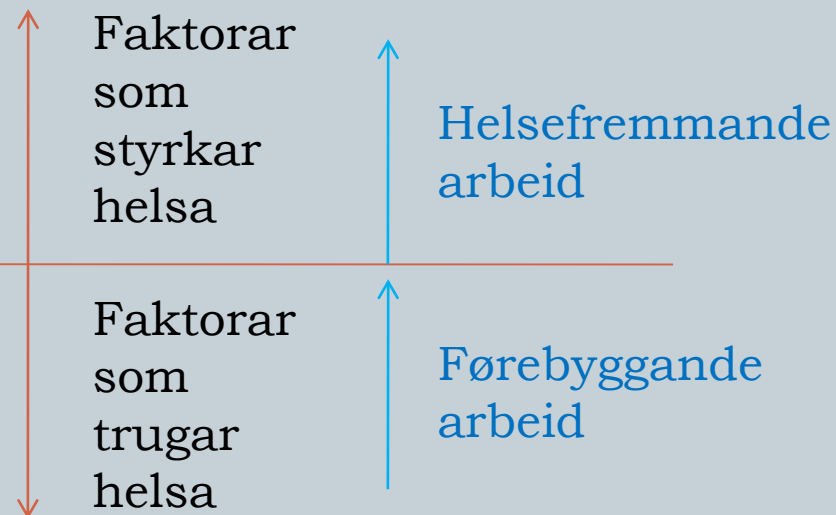 Faktorar
som
styrkar
helsa
Helsefremmande
arbeid
Faktorar
som
trugar
helsa
Førebyggande
arbeid